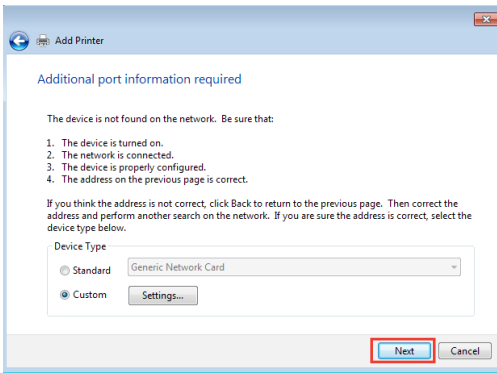 Add Printer
Additional port information required
The device is not found on the network. Be sure that:
1. The device is turned on.
2. The network is connected.
3. The device is properly configured.
4. The address on the previous page is correct.
If you think the address is not correct, click Back to return to the previous page. Then correct the
address and perform another search on the network. If you are sure the address is correct, select the
device type below.
Device Type
Standard Generic Network Card
Custom Settings...
Next Cancel